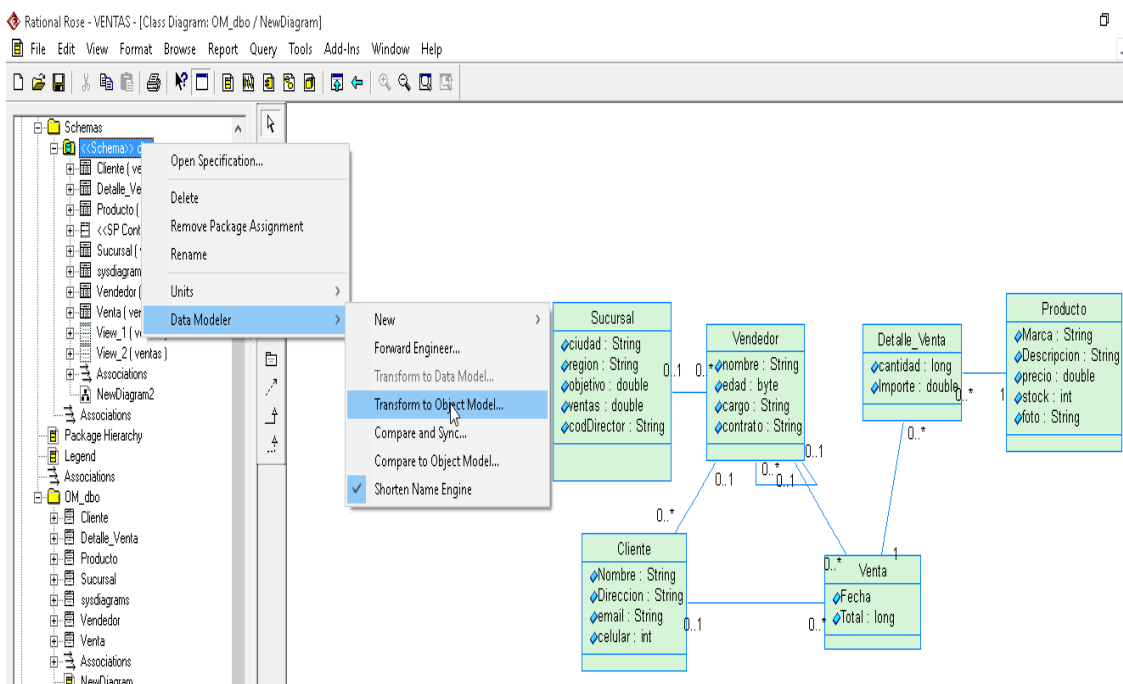 Rational Rose - VENTAS - [Class Diagram: OM_dbo / NewDiagram]
File Edit View Format Browse Report Query Tools Add-Ins Window Help
Schemas
<<Schema>>
Cliente ( ve
Detalle_Ve
Producto (
<<SP Cont
Sucursal (
sysdiagram
Vendedor (
Venta ( ver
View_1 ( v
View_2 ( ventas )
Associations
NewDiagram2
Associations
Package Hierarchy
Legend
Associations
OM_dbo
Cliente
Detalle_Venta
Producto
Sucursal
sysdiagrams
Vendedor
Venta
Associations
NewDiagram
Open Specification...
Delete
Remove Package Assignment
Rename
Units
Data Modeler
New
Forward Engineer...
Transform to Data Model...
Transform to Object Model...
Compare and Sync...
Compare to Object Model...
Shorten Name Engine
Sucursal
ciudad : String
region : String
objetivo : double
ventas : double
codDirector : String
0..1
0..*
Vendedor
nombre : String
edad : byte
cargo : String
contrato : String
0..1
0..*
0..1
0..1
0..*
Detalle_Venta
cantidad : long
Importe : double
0..*
1
0..*
Producto
Marca : String
Descripcion : String
precio : double
stock : int
foto : String
Cliente
Nombre : String
Direccion : String
email : String
celular : int
0..1
0..*
0..*
1
Venta
Fecha
Total : long